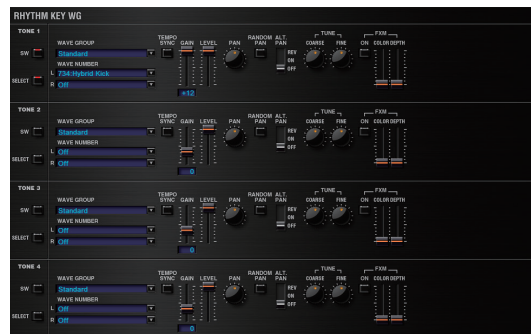 RHYTHM KEY WG
TONE 1
WAVE GROUP TEMPO SYNC GAIN LEVEL PAN RANDOM PAN ALT. PAN TUNE COARSE FINE FXM ON COLOR DEPTH
SW Standard REV
WAVE NUMBER ON
L 734:Hybrid Kick OFF
SELECT R Off
+12
TONE 2
WAVE GROUP TEMPO SYNC GAIN LEVEL PAN RANDOM PAN ALT. PAN TUNE COARSE FINE FXM ON COLOR DEPTH
SW Standard REV
WAVE NUMBER ON
L Off OFF
SELECT R Off
0
TONE 3
WAVE GROUP TEMPO SYNC GAIN LEVEL PAN RANDOM PAN ALT. PAN TUNE COARSE FINE FXM ON COLOR DEPTH
SW Standard REV
WAVE NUMBER ON
L Off OFF
SELECT R Off
0
TONE 4
WAVE GROUP TEMPO SYNC GAIN LEVEL PAN RANDOM PAN ALT. PAN TUNE COARSE FINE FXM ON COLOR DEPTH
SW Standard REV
WAVE NUMBER ON
L Off OFF
SELECT R Off
0